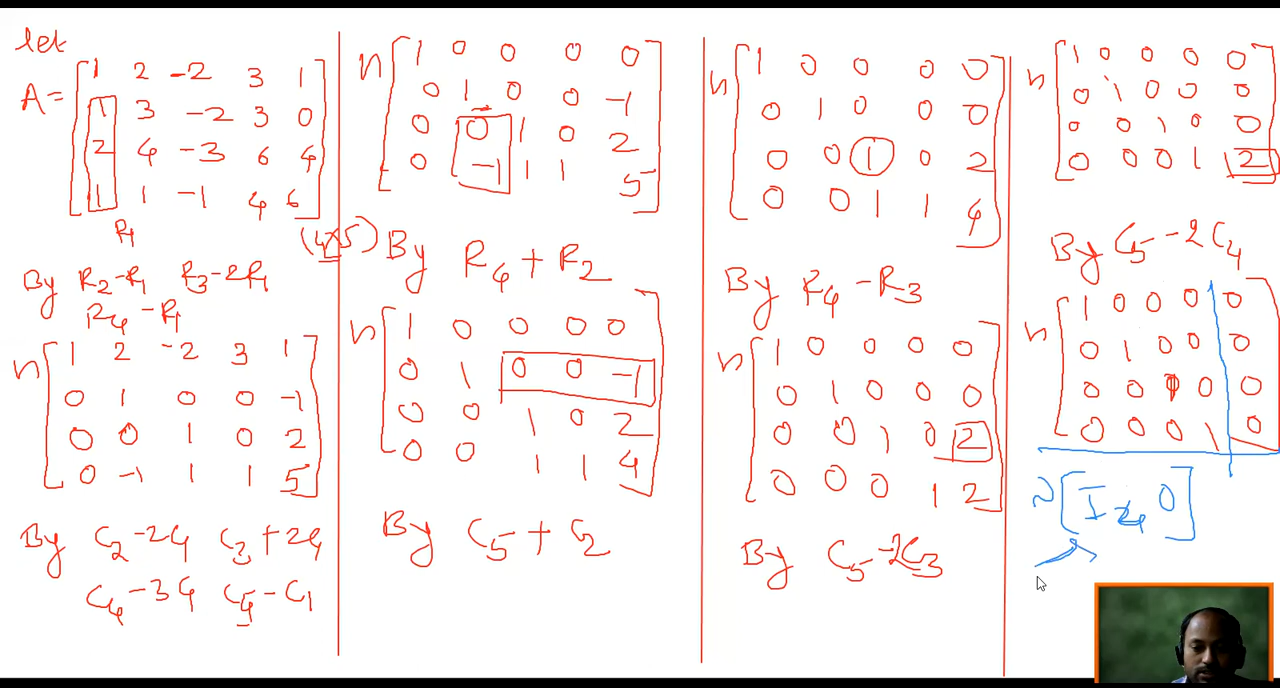 let
A = [ 1 2 -2 3 1
1 3 -2 3 0
2 4 -3 6 4
1 1 -1 4 6 ]
R1 (4×5)
By R2-R1 R3-2R1
R4-R1
~ [ 1 2 -2 3 1
0 1 0 0 -1
0 0 1 0 2
0 -1 1 1 5 ]
By C2-2C1 C3+2C1
C4-3C1 C5-C1
~ [ 1 0 0 0 0
0 1 0 0 -1
0 0 1 0 2
0 -1 1 1 5 ]
By R4+R2
~ [ 1 0 0 0 0
0 1 0 0 -1
0 0 1 0 2
0 0 1 1 4 ]
By C5+C2
~ [ 1 0 0 0 0
0 1 0 0 0
0 0 1 0 2
0 0 1 1 4 ]
By R4-R3
~ [ 1 0 0 0 0
0 1 0 0 0
0 0 1 0 2
0 0 0 1 2 ]
By C5-2C3
~ [ 1 0 0 0 0
0 1 0 0 0
0 0 1 0 0
0 0 0 1 2 ]
By C5-2C4
~ [ 1 0 0 0 0
0 1 0 0 0
0 0 1 0 0
0 0 0 1 0 ]
~ [ I4 0 ]